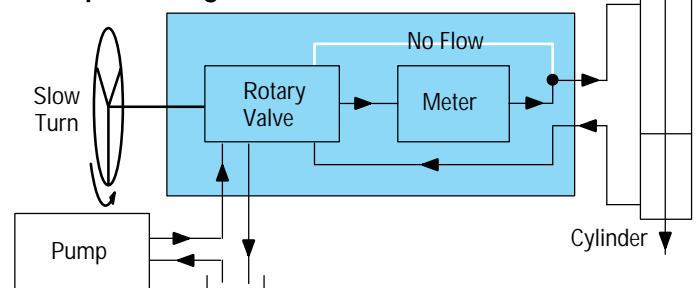 No Flow
Slow
Turn
Rotary
Valve
Meter
Pump
Cylinder